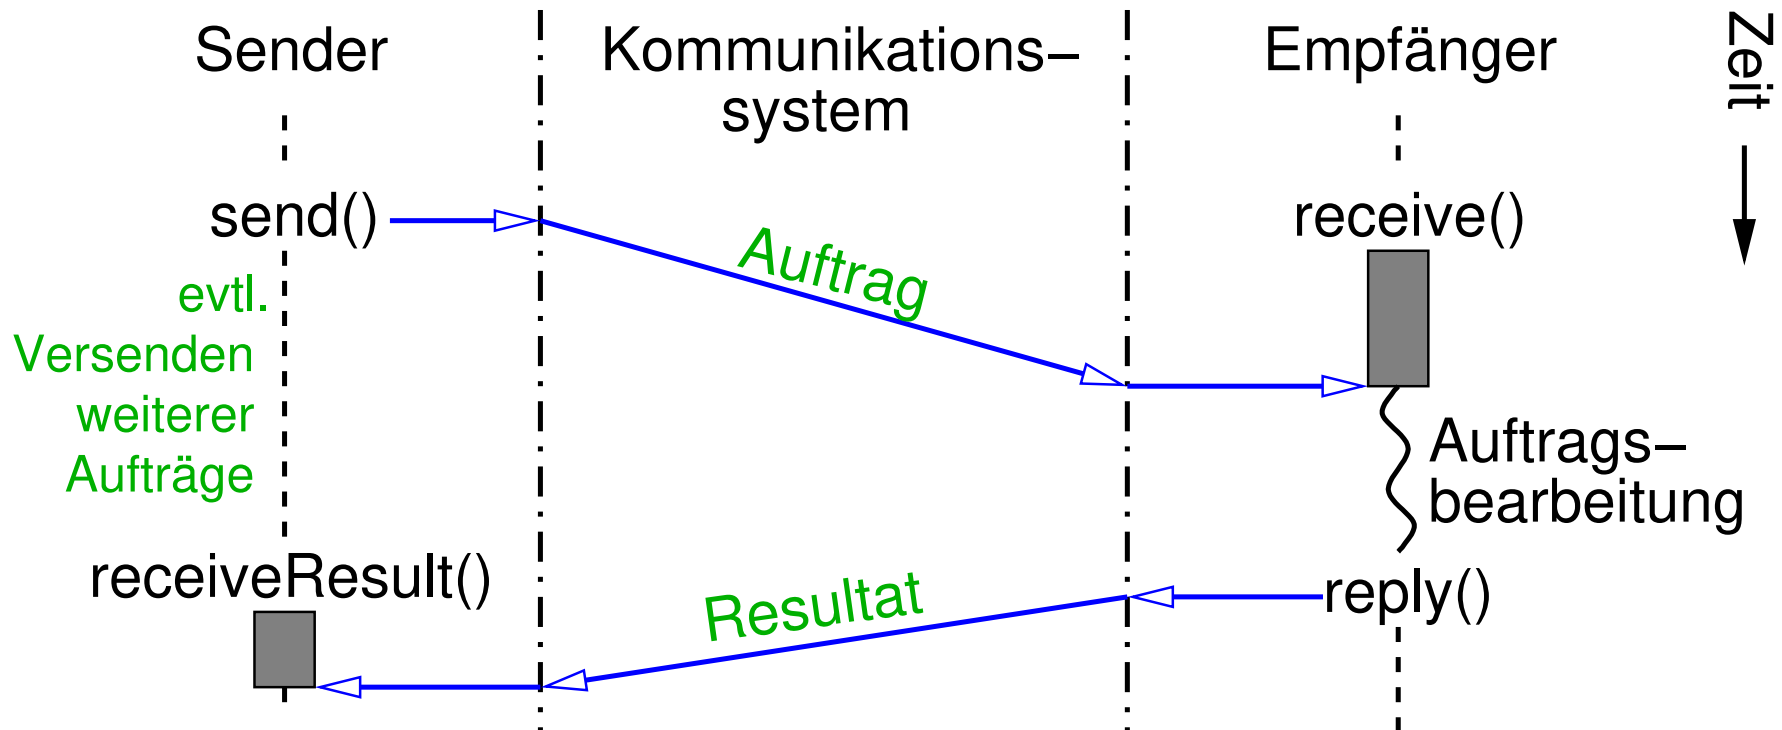 Sender
Kommunikations–
system
Empfänger
Zeit
send()
receive()
Auftrag
evtl.
Versenden
weiterer
Aufträge
Auftrags–
bearbeitung
receiveResult()
Resultat
reply()